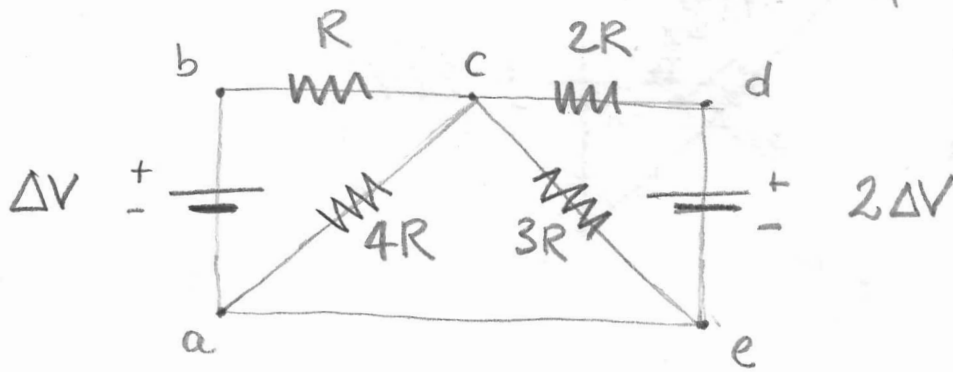 R 2R
b c d
ΔV + - + - 2ΔV
4R 3R
a e